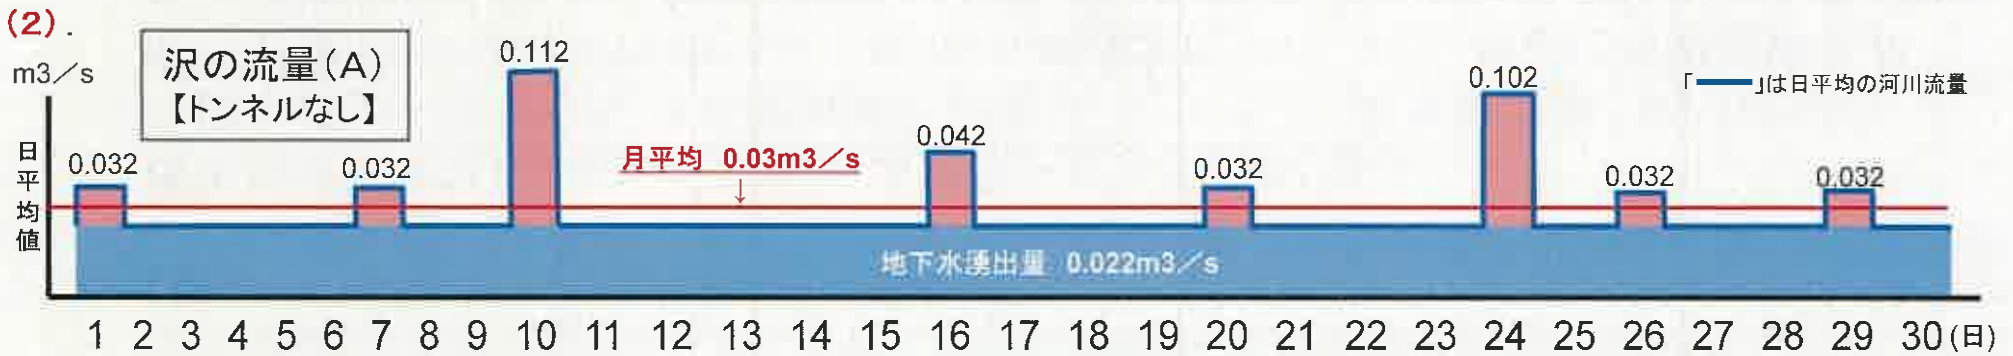 (2).
m3/s
沢の流量(A)
【トンネルなし】
日平均値
0.032
0.032
0.112
月平均 0.03m3/s
↓
0.042
0.032
0.102
0.032
0.032
「━━」は日平均の河川流量
地下水湧出量 0.022m3/s
1 2 3 4 5 6 7 8 9 10 11 12 13 14 15 16 17 18 19 20 21 22 23 24 25 26 27 28 29 30(日)